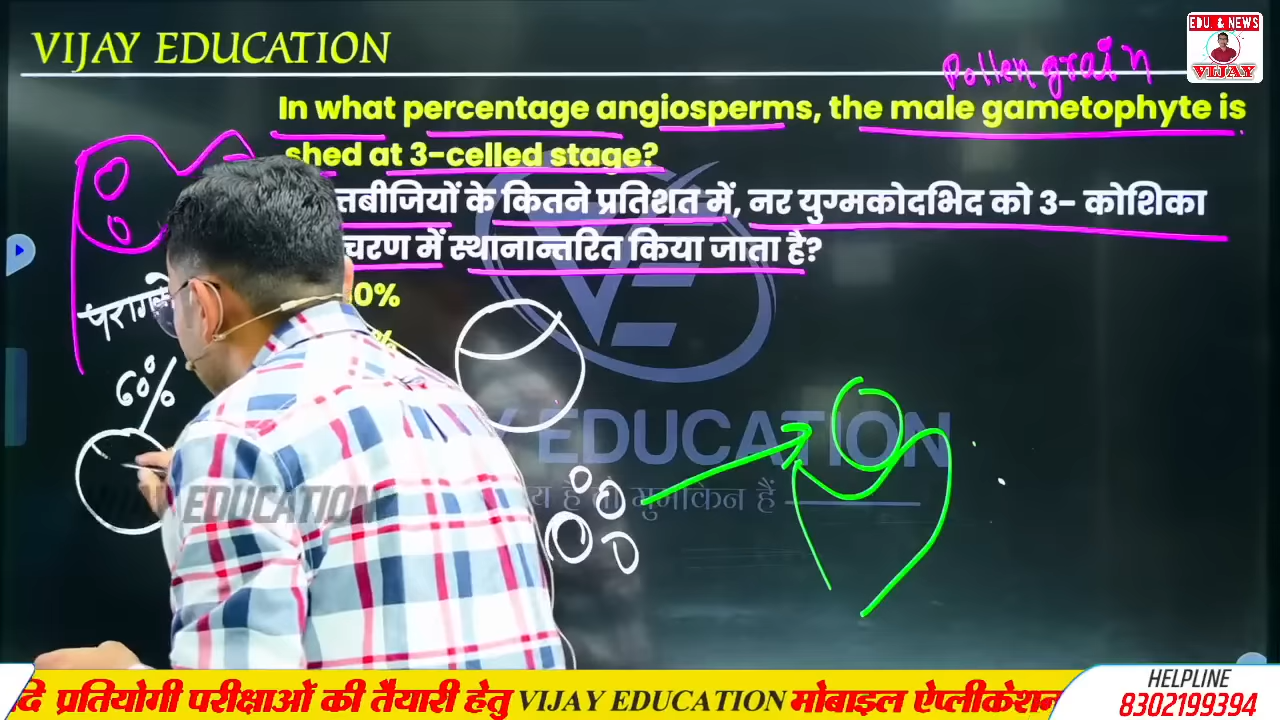 VIJAY EDUCATION
EDU. & NEWS
VIJAY
Pollen grain
In what percentage angiosperms, the male gametophyte is
shed at 3-celled stage?
के कितने प्रतिशत में, नर युग्मकोदभिद को 3- कोशिका
चरण में स्थानान्तरित किया जाता है?
60%
EDUCATION
VIJAY EDUCATION
प्रतियोगी परीक्षाओं की तैयारी हेतु VIJAY EDUCATION मोबाइल ऐप्लीकेशन
HELPLINE
8302199394